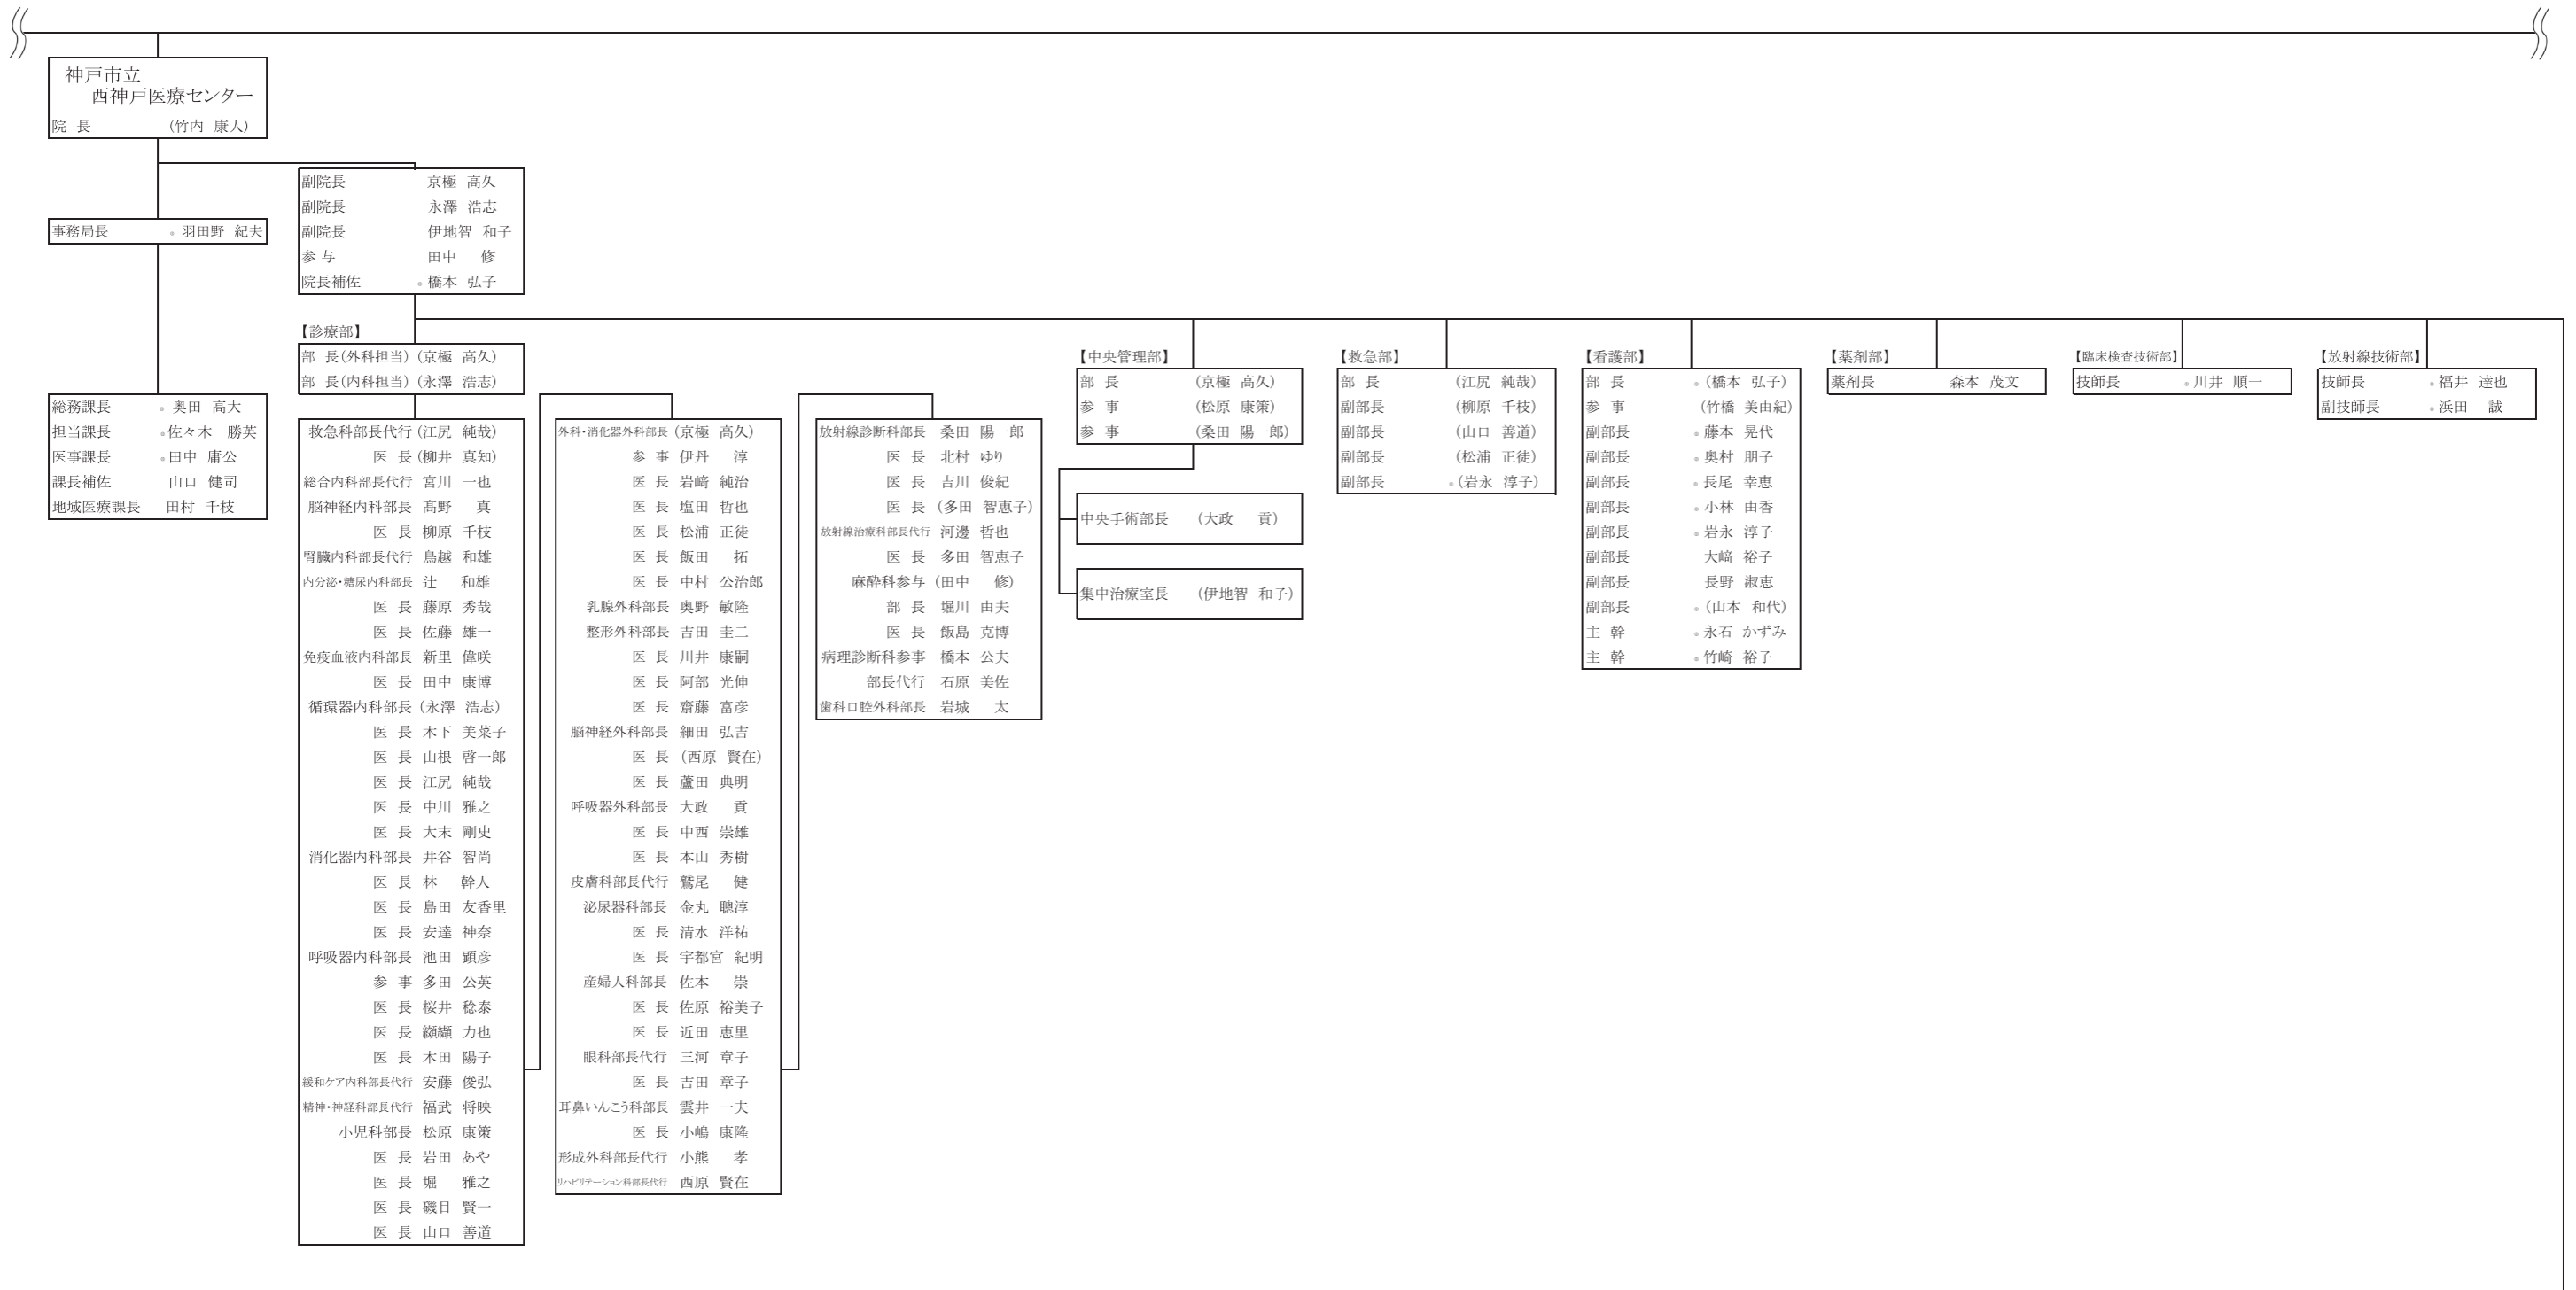 神戸市立
西神戸医療センター
院 長 (竹内 康人)
副院長 京極 高久
副院長 永澤 浩志
副院長 伊地智 和子
参 与 田中 修
院長補佐 。橋本 弘子
事務局長 。羽田野 紀夫
総務課長 。奥田 高大
担当課長 。佐々木 勝英
医事課長 。田中 庸公
課長補佐 山口 健司
地域医療課長 田村 千枝
【診療部】
部 長(外科担当) (京極 高久)
部 長(内科担当) (永澤 浩志)
救急科部長代行 (江尻 純哉)
医 長 (柳井 真知)
総合内科部長代行 宮川 一也
脳神経内科部長 髙野 真
医 長 柳原 千枝
腎臓内科部長代行 鳥越 和雄
内分泌・糖尿内科部長 辻 和雄
医 長 藤原 秀哉
医 長 佐藤 雄一
免疫血液内科部長 新里 偉咲
医 長 田中 康博
循環器内科部長 (永澤 浩志)
医 長 木下 美菜子
医 長 山根 啓一郎
医 長 江尻 純哉
医 長 中川 雅之
医 長 大末 剛史
消化器内科部長 井谷 智尚
医 長 林 幹人
医 長 島田 友香里
医 長 安達 神奈
呼吸器内科部長 池田 顕彦
参 事 多田 公英
医 長 桜井 稔泰
医 長 纐纈 力也
医 長 木田 陽子
緩和ケア内科部長代行 安藤 俊弘
精神・神経科部長代行 福武 将映
小児科部長 松原 康策
医 長 岩田 あや
医 長 堀 雅之
医 長 磯目 賢一
医 長 山口 善道
外科・消化器外科部長 (京極 高久)
参 事 伊丹 淳
医 長 岩﨑 純治
医 長 塩田 哲也
医 長 松浦 正徒
医 長 飯田 拓
医 長 中村 公治郎
乳腺外科部長 奥野 敏隆
整形外科部長 吉田 圭二
医 長 川井 康嗣
医 長 阿部 光伸
医 長 齋藤 富彦
脳神経外科部長 細田 弘吉
医 長 (西原 賢在)
医 長 蘆田 典明
呼吸器外科部長 大政 貢
医 長 中西 崇雄
医 長 本山 秀樹
皮膚科部長代行 鷲尾 健
泌尿器科部長 金丸 聰淳
医 長 清水 洋祐
医 長 宇都宮 紀明
産婦人科部長 佐本 崇
医 長 佐原 裕美子
医 長 近田 恵里
眼科部長代行 三河 章子
医 長 吉田 章子
耳鼻いんこう科部長 雲井 一夫
医 長 小嶋 康隆
形成外科部長代行 小熊 孝
リハビリテーション科部長代行 西原 賢在
放射線診断科部長 桑田 陽一郎
医 長 北村 ゆり
医 長 吉川 俊紀
医 長 (多田 智恵子)
放射線治療科部長代行 河邊 哲也
医 長 多田 智恵子
麻酔科参与 (田中 修)
部 長 堀川 由夫
医 長 飯島 克博
病理診断科参事 橋本 公夫
部長代行 石原 美佐
歯科口腔外科部長 岩城 太
【中央管理部】
部 長 (京極 高久)
参 事 (松原 康策)
参 事 (桑田 陽一郎)
中央手術部長 (大政 貢)
集中治療室長 (伊地智 和子)
【救急部】
部 長 (江尻 純哉)
副部長 (柳原 千枝)
副部長 (山口 善道)
副部長 (松浦 正徒)
副部長 。(岩永 淳子)
【看護部】
部 長 。(橋本 弘子)
参 事 (竹橋 美由紀)
副部長 。藤本 晃代
副部長 。奥村 朋子
副部長 。長尾 幸恵
副部長 。小林 由香
副部長 。岩永 淳子
副部長 大﨑 裕子
副部長 長野 淑恵
副部長 。(山本 和代)
主 幹 。永石 かずみ
主 幹 。竹﨑 裕子
【薬剤部】
薬剤長 森本 茂文
【臨床検査技術部】
技師長 。川井 順一
【放射線技術部】
技師長 。福井 達也
副技師長 。浜田 誠